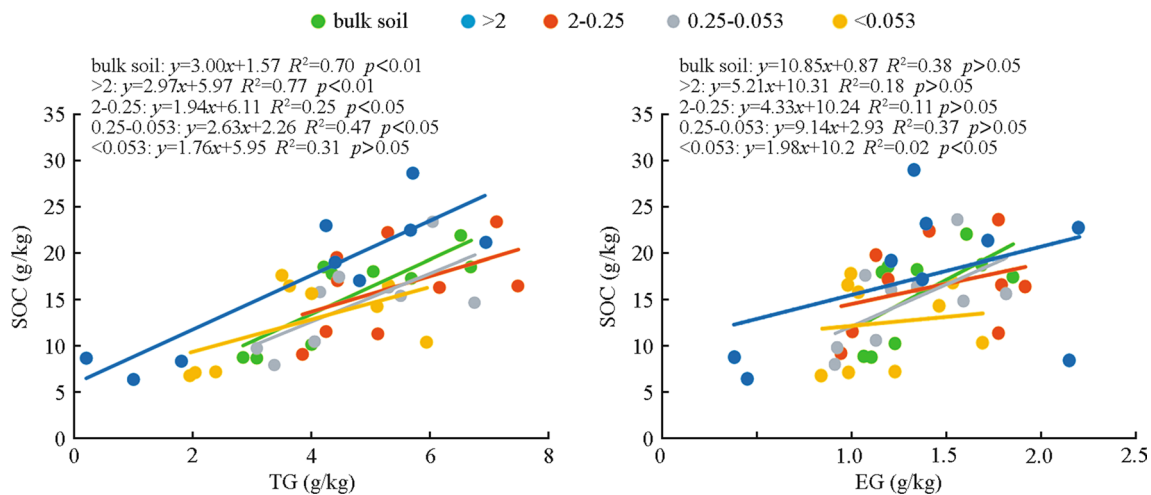 bulk soil >2 2-0.25 0.25-0.053 <0.053
bulk soil: y=3.00x+1.57 R²=0.70 p<0.01
>2: y=2.97x+5.97 R²=0.77 p<0.01
2-0.25: y=1.94x+6.11 R²=0.25 p<0.05
0.25-0.053: y=2.63x+2.26 R²=0.47 p<0.05
<0.053: y=1.76x+5.95 R²=0.31 p>0.05
35
30
25
20
15
10
5
0
SOC (g/kg)
0 2 4 6 8
TG (g/kg)
bulk soil: y=10.85x+0.87 R²=0.38 p>0.05
>2: y=5.21x+10.31 R²=0.18 p>0.05
2-0.25: y=4.33x+10.24 R²=0.11 p>0.05
0.25-0.053: y=9.14x+2.93 R²=0.37 p>0.05
<0.053: y=1.98x+10.2 R²=0.02 p<0.05
35
30
25
20
15
10
5
0
SOC (g/kg)
1.0 1.5 2.0 2.5
EG (g/kg)